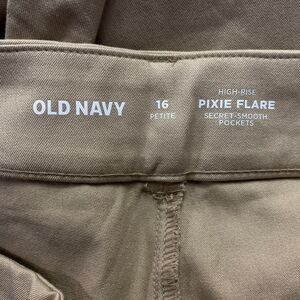 OLD NAVY
16
PETITE
HIGH-RISE
PIXIE FLARE
SECRET-SMOOTH
POCKETS